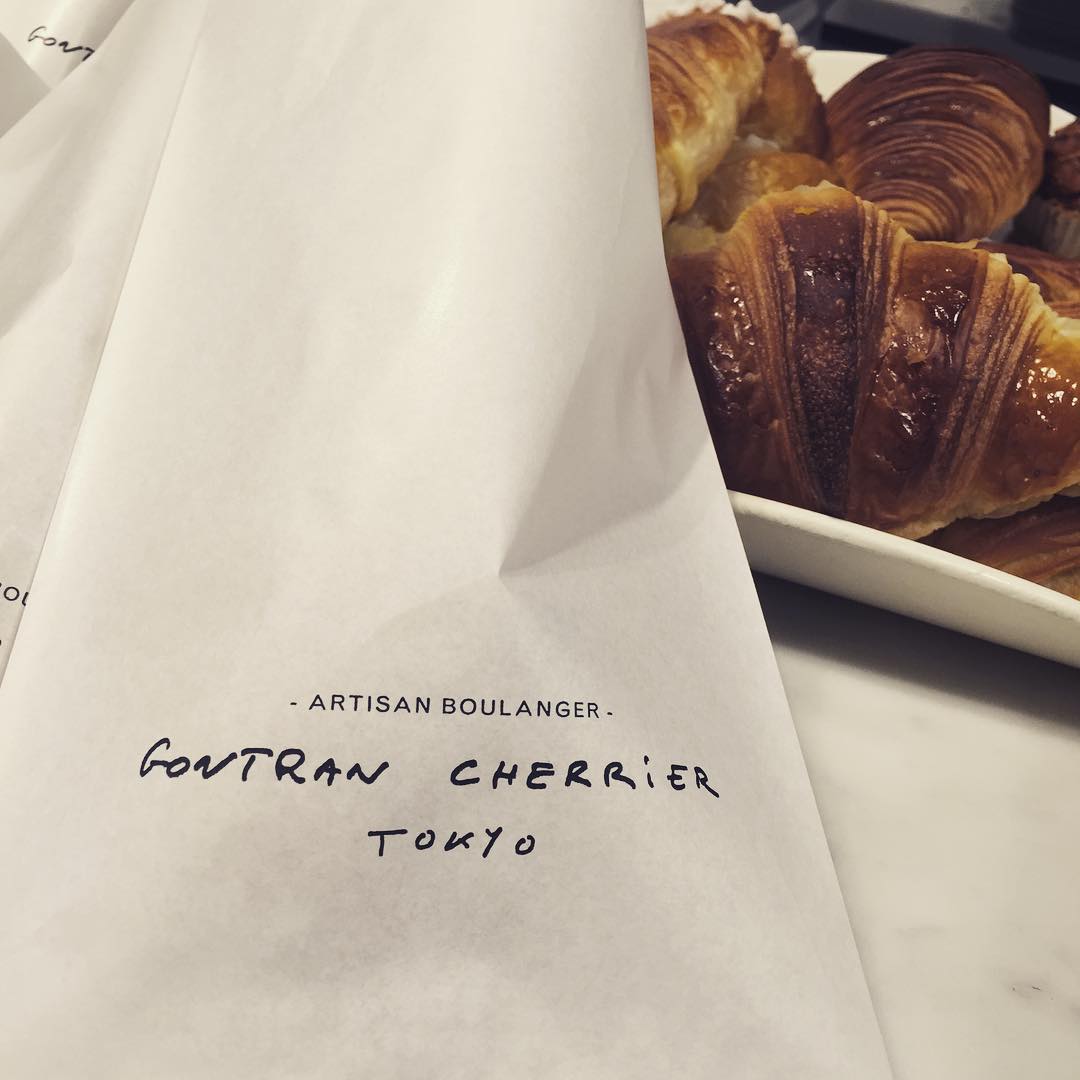 - ARTISAN BOULANGER -
GONTRAN CHERRiER
TOKYO